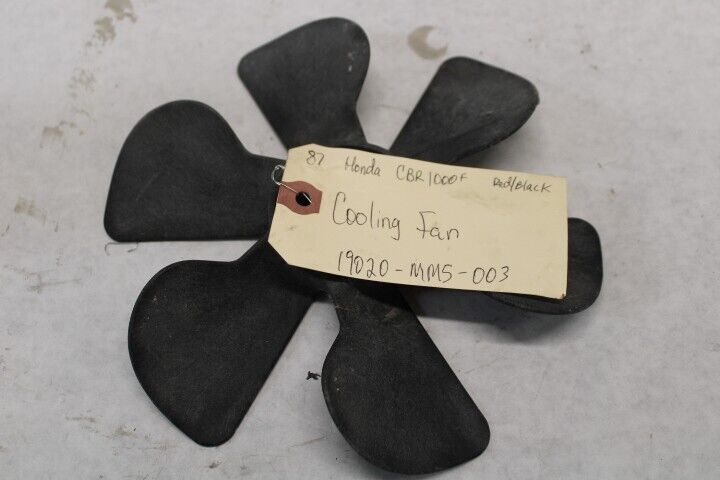 87 Honda CBR1000F Red/Black
Cooling Fan
19020-MM5-003